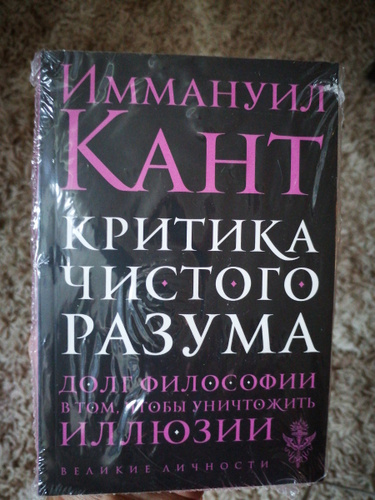 Иммануил
Кант
Критика
чистого
разума
долг философии
в том, чтобы уничтожить
иллюзии
великие личности